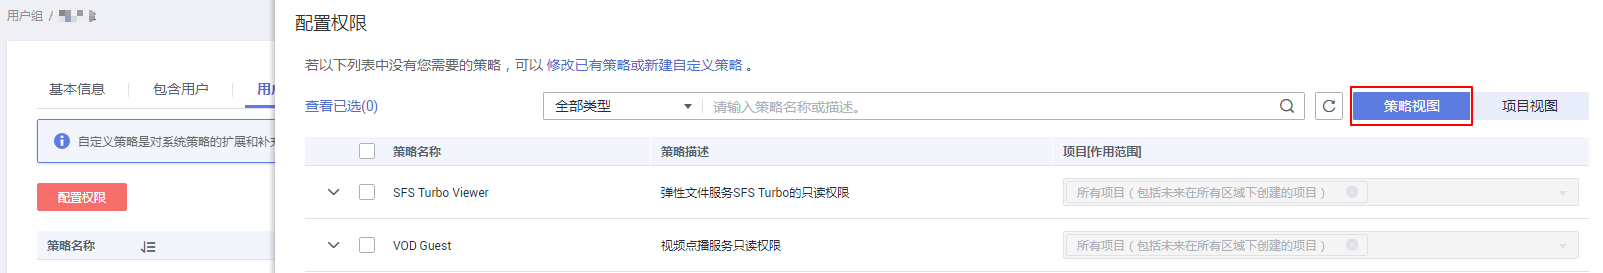 用户组 /
基本信息 包含用户 用户
自定义策略是对系统策略的扩展和补充
配置权限
策略名称
配置权限
若以下列表中没有您需要的策略，可以 修改已有策略或新建自定义策略 。
查看已选(0) 全部类型 请输入策略名称或描述。 策略视图 项目视图
策略名称 策略描述 项目[作用范围]
SFS Turbo Viewer 弹性文件服务SFS Turbo的只读权限 所有项目（包括未来在所有区域下创建的项目）
VOD Guest 视频点播服务只读权限 所有项目（包括未来在所有区域下创建的项目）